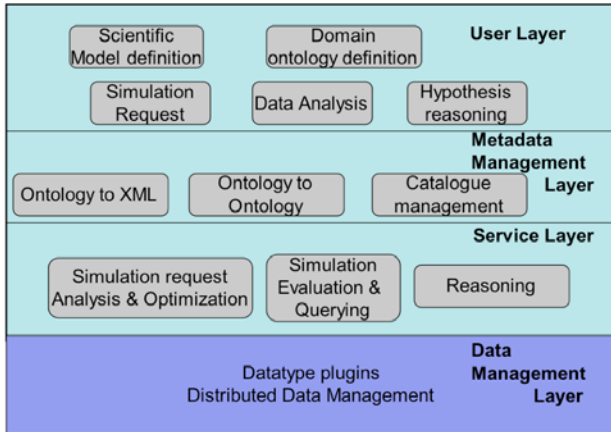 Scientific
Model definition
Domain
ontology definition
User Layer
Simulation
Request
Data Analysis
Hypothesis
reasoning
Metadata
Management
Layer
Ontology to XML
Ontology to
Ontology
Catalogue
management
Service Layer
Simulation request
Analysis & Optimization
Simulation
Evaluation &
Querying
Reasoning
Data
Management
Layer
Datatype plugins
Distributed Data Management